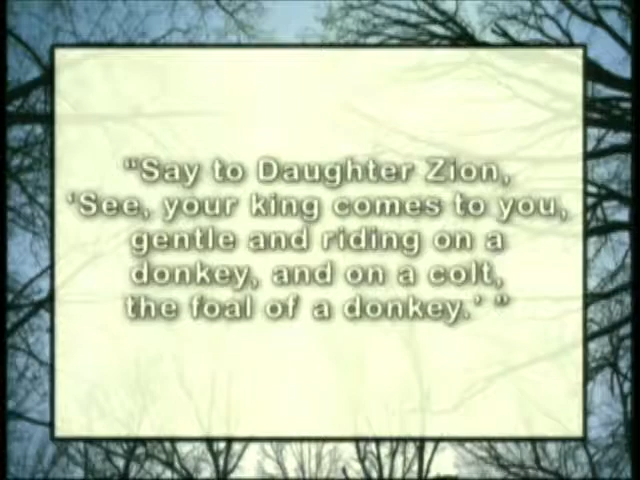 “Say to Daughter Zion,
‘See, your king comes to you,
gentle and riding on a
donkey, and on a colt,
the foal of a donkey.’ ”